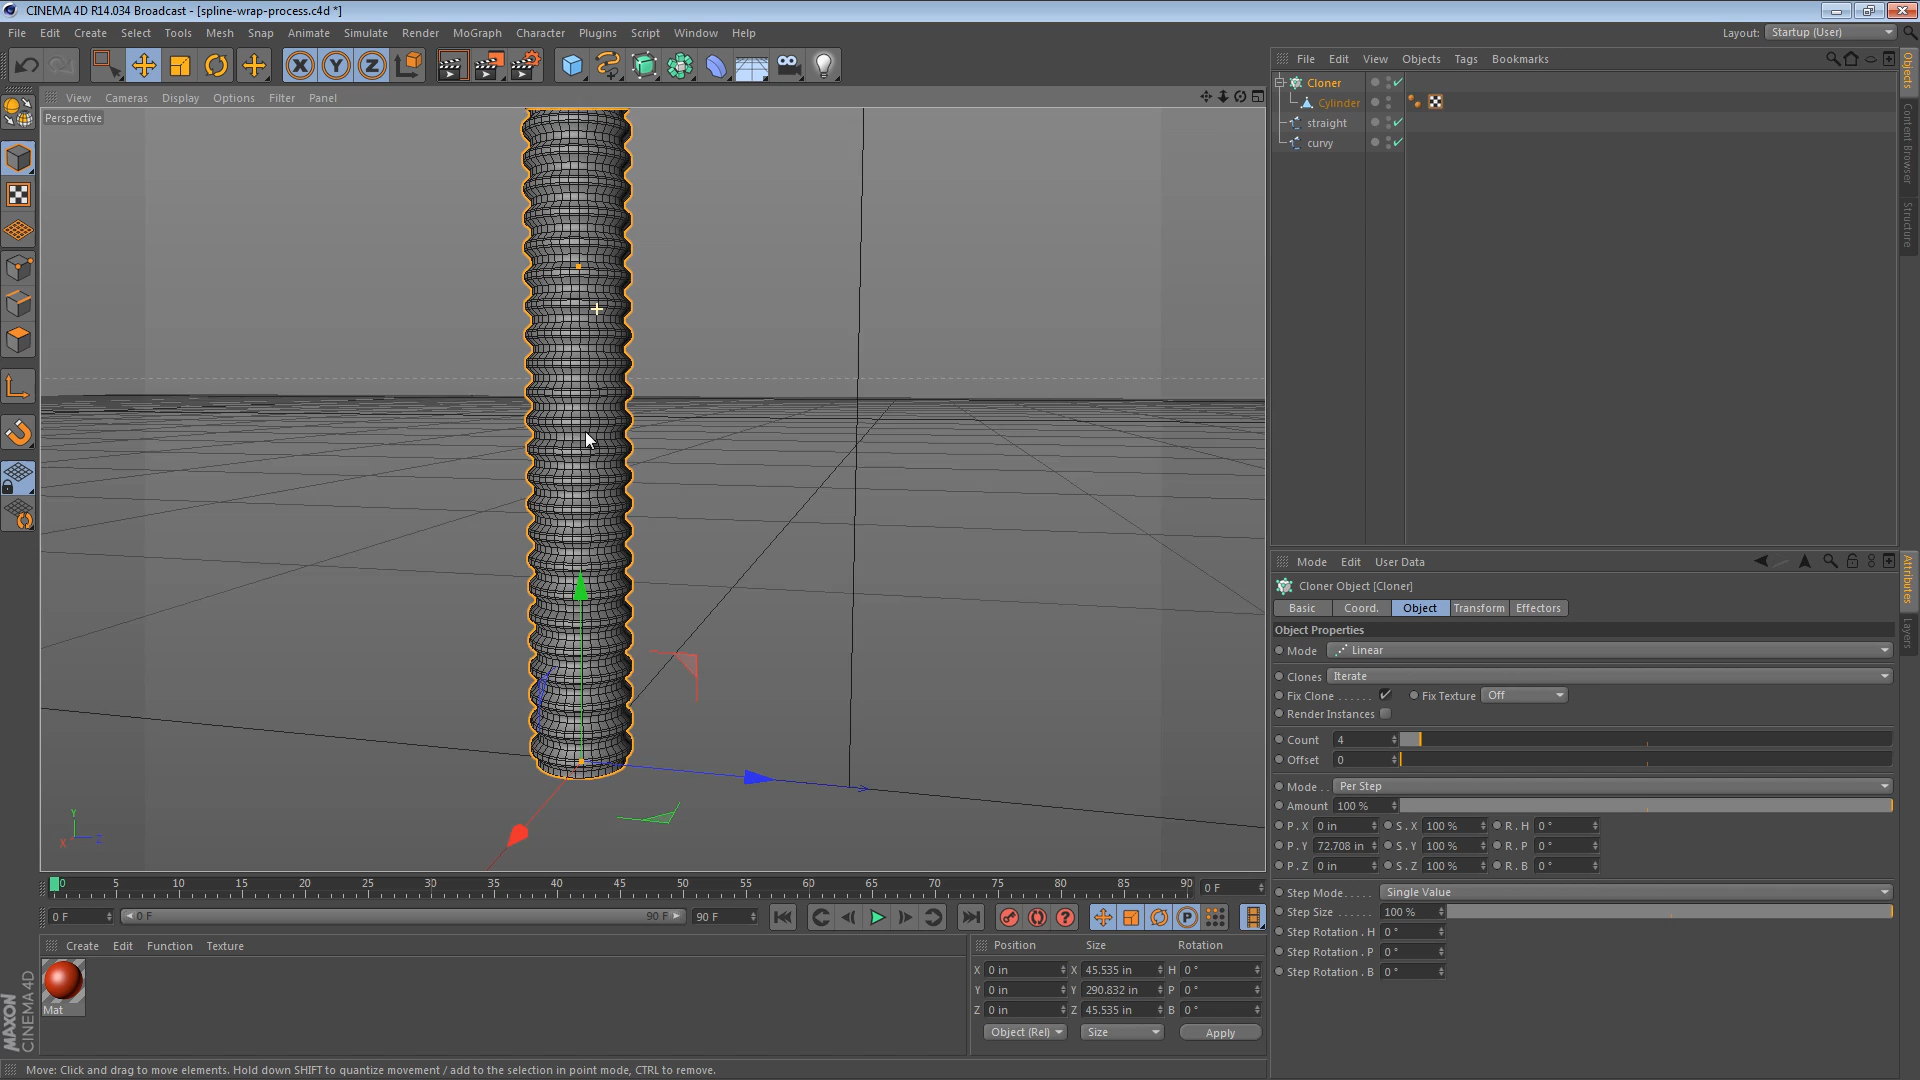 CINEMA 4D R14.034 Broadcast - [spline-wrap-process.c4d *]
File Edit Create Select Tools Mesh Snap Animate Simulate Render MoGraph Character Plugins Script Window Help
Layout: Startup (User)
X Y Z
File Edit View Objects Tags Bookmarks
Cloner
Cylinder
straight
curvy
Objects
Content Browser
Structure
View Cameras Display Options Filter Panel
Perspective
Y
X Z
Mode Edit User Data
Attributes
Layers
Cloner Object [Cloner]
Basic Coord. Object Transform Effectors
Object Properties
Mode Linear
Clones Iterate
Fix Clone . . . . . . Fix Texture Off
Render Instances
Count 4
Offset 0
Mode . . Per Step
Amount 100 %
P . X 0 in S . X 100 % R . H 0 °
P . Y 72.708 in S . Y 100 % R . P 0 °
P . Z 0 in S . Z 100 % R . B 0 °
Step Mode. . . . . Single Value
Step Size . . . . . . 100 %
Step Rotation . H 0 °
Step Rotation . P 0 °
Step Rotation . B 0 °
0 5 10 15 20 25 30 35 40 45 50 55 60 65 70 75 80 85 90 0 F
0 F 0 F 90 F 90 F
Create Edit Function Texture
Mat
MAXON
CINEMA 4D
Position Size Rotation
X 0 in X 45.535 in H 0 °
Y 0 in Y 290.832 in P 0 °
Z 0 in Z 45.535 in B 0 °
Object (Rel) Size Apply
Move: Click and drag to move elements. Hold down SHIFT to quantize movement / add to the selection in point mode, CTRL to remove.